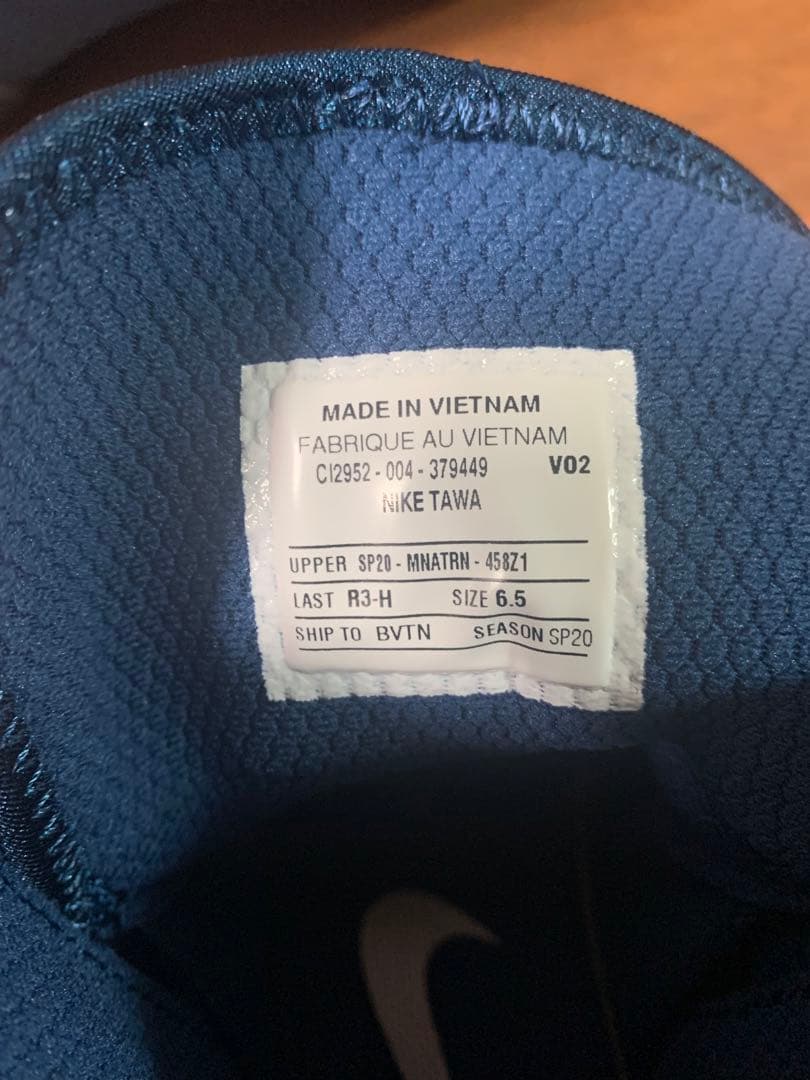 MADE IN VIETNAM
FABRIQUE AU VIETNAM
CI2952 - 004 - 379449 V02
NIKE TAWA
UPPER SP20 - MNATRN - 458Z1
LAST R3-H SIZE 6.5
SHIP TO BVTN SEASON SP20